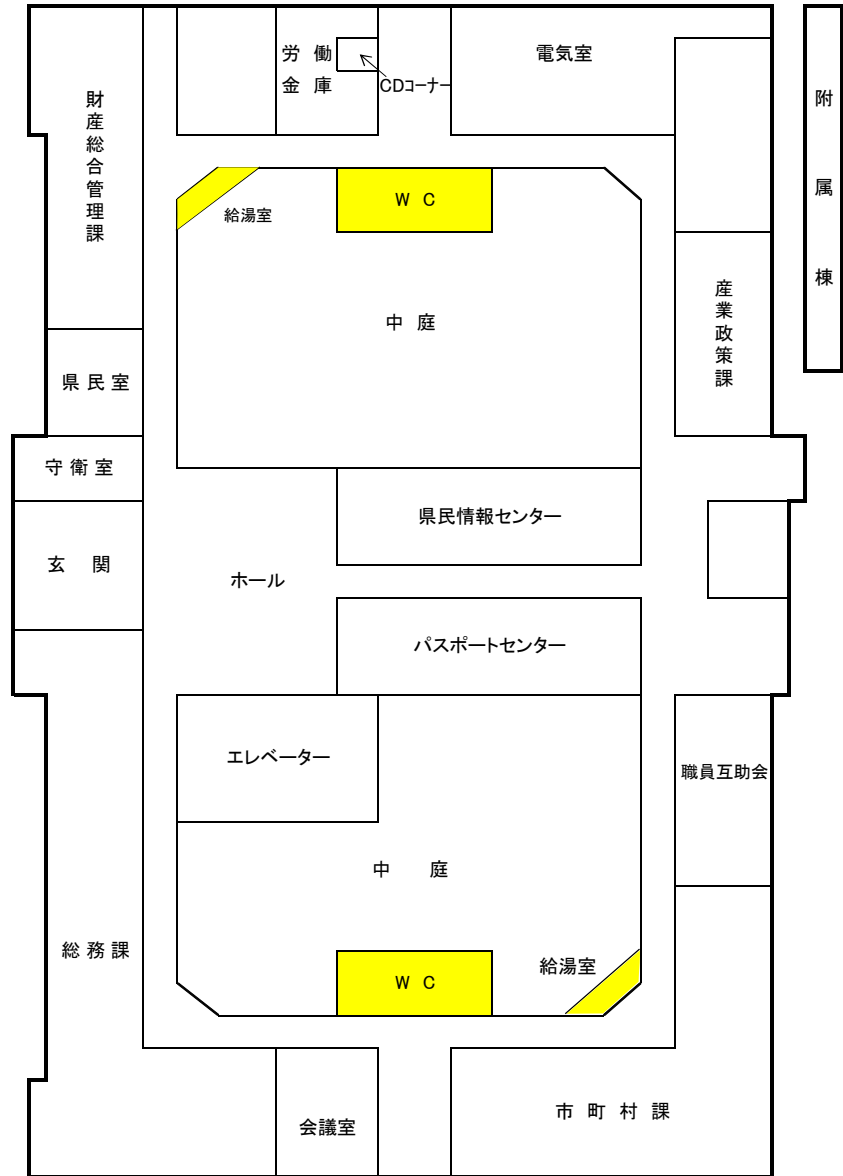 労 働
金 庫
CDコーナー
電気室
財産総合管理課
附属棟
W C
給湯室
中 庭
産業政策課
県 民 室
守 衛 室
県民情報センター
玄 関
ホール
パスポートセンター
エレベーター
職員互助会
中 庭
総 務 課
給湯室
W C
市 町 村 課
会議室